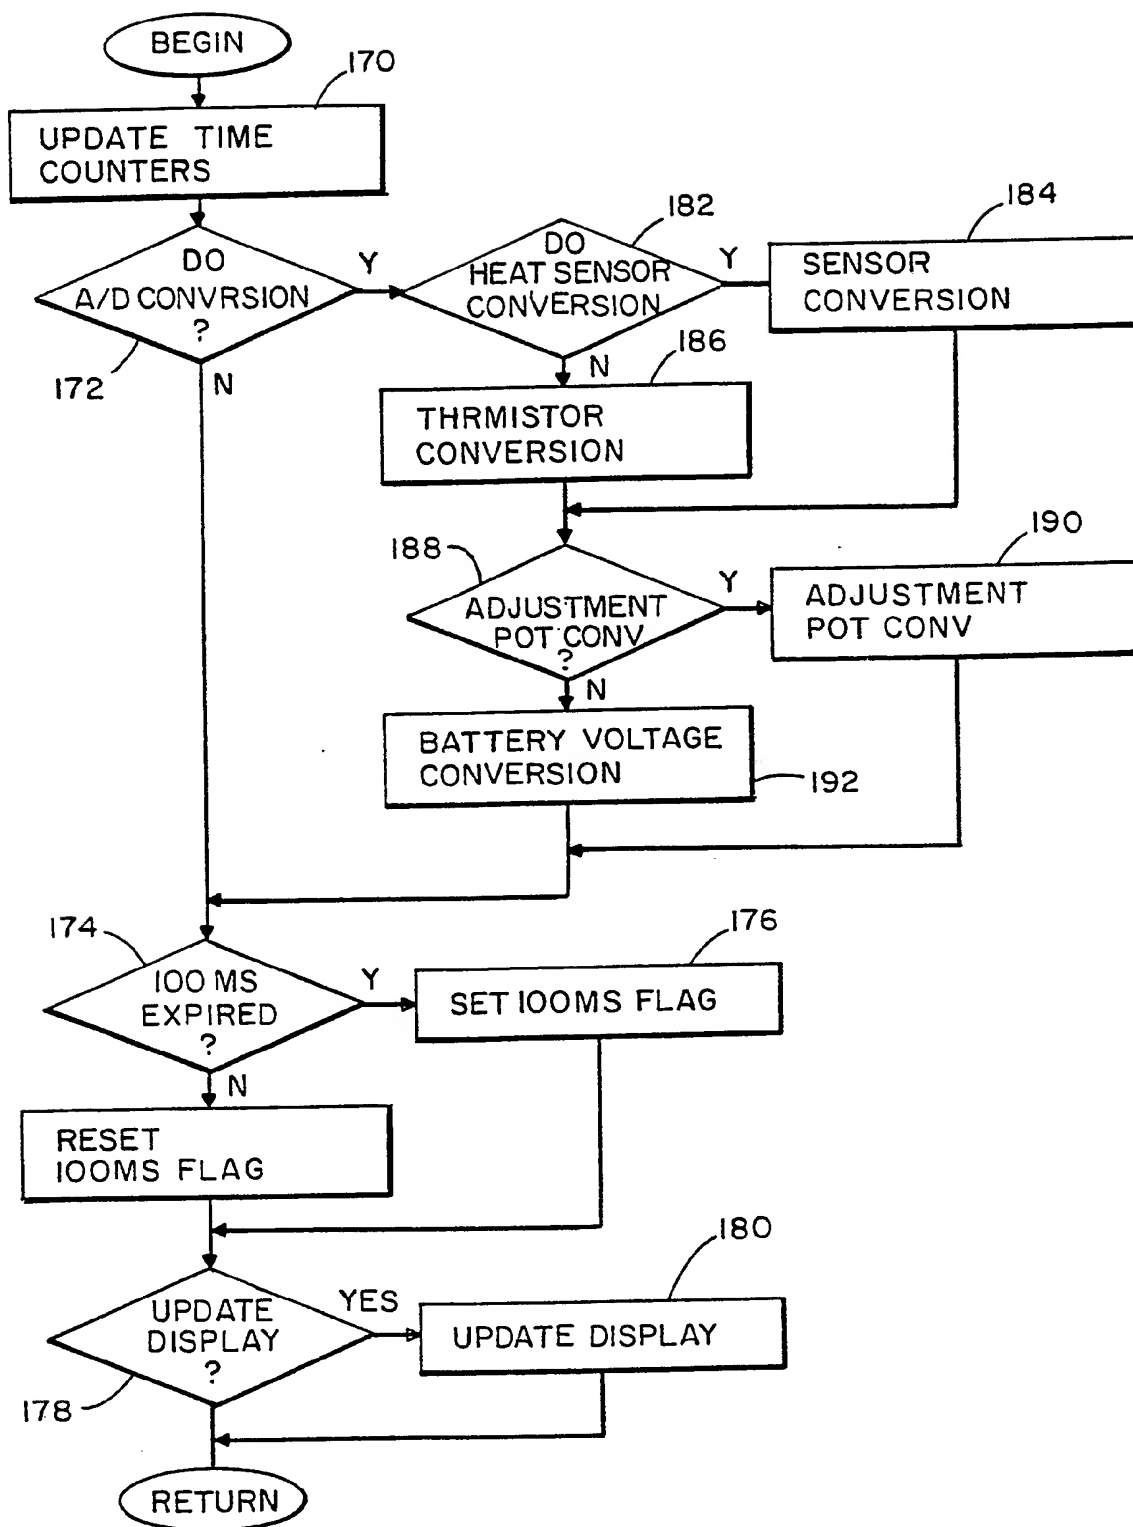 BEGIN
170
UPDATE TIME
COUNTERS
DO
A/D CONVRSION
?
172
Y
N
182
DO
HEAT SENSOR
CONVERSION
Y
N
184
SENSOR
CONVERSION
186
THRMISTOR
CONVERSION
188
ADJUSTMENT
POT CONV
?
Y
N
190
ADJUSTMENT
POT CONV
BATTERY VOLTAGE
CONVERSION
192
174
100 MS
EXPIRED
?
Y
N
176
SET 100MS FLAG
RESET
100MS FLAG
UPDATE
DISPLAY
?
178
YES
180
UPDATE DISPLAY
RETURN